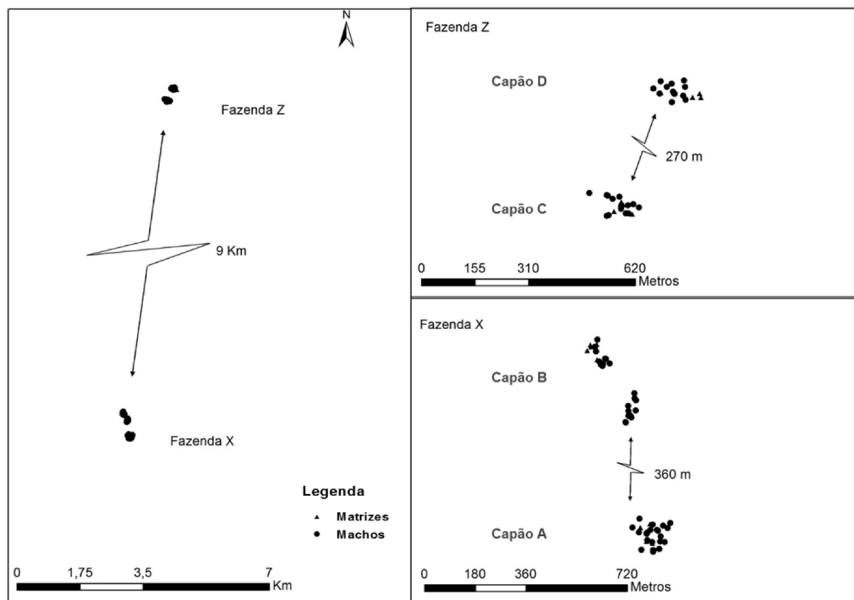 N
Fazenda Z
9 Km
Fazenda X
Legenda
Matrizes
Machos
0 1,75 3,5 7
Km
Fazenda Z
Capão D
270 m
Capão C
0 155 310 620
Metros
Fazenda X
Capão B
360 m
Capão A
0 180 360 720
Metros